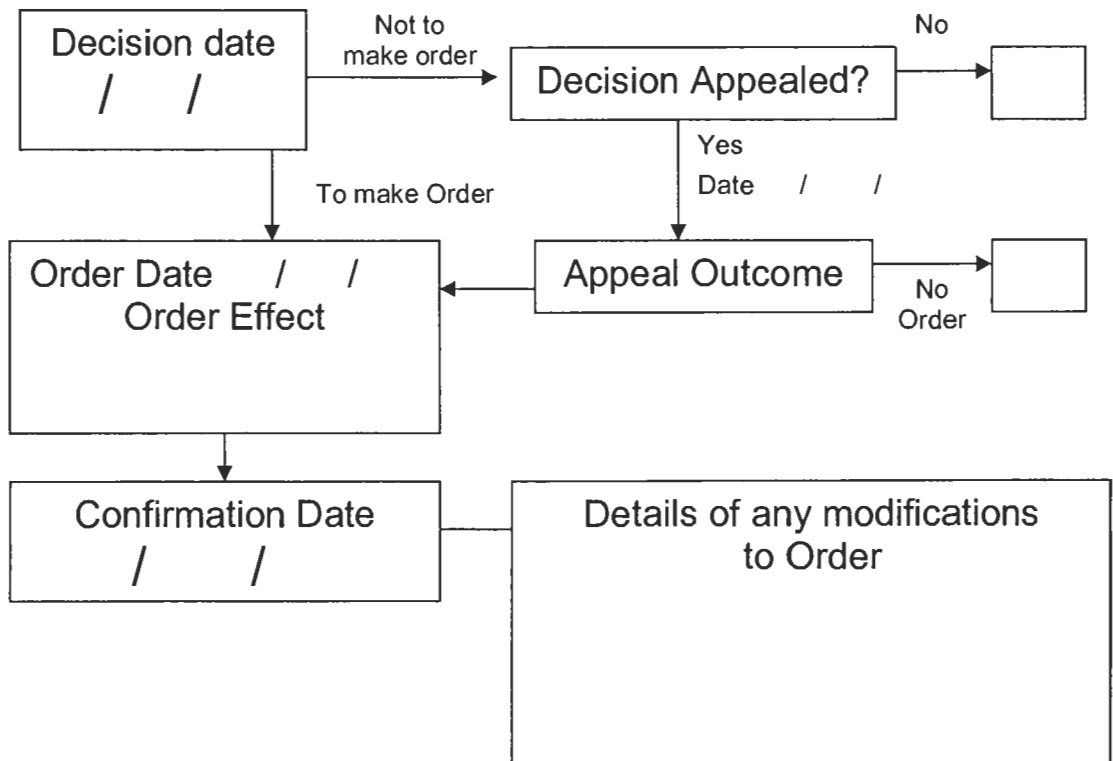 Decision date
/ /
Not to
make order
Decision Appealed?
No
Yes
Date / /
To make Order
Order Date / /
Order Effect
Appeal Outcome
No
Order
Confirmation Date
/ /
Details of any modifications
to Order